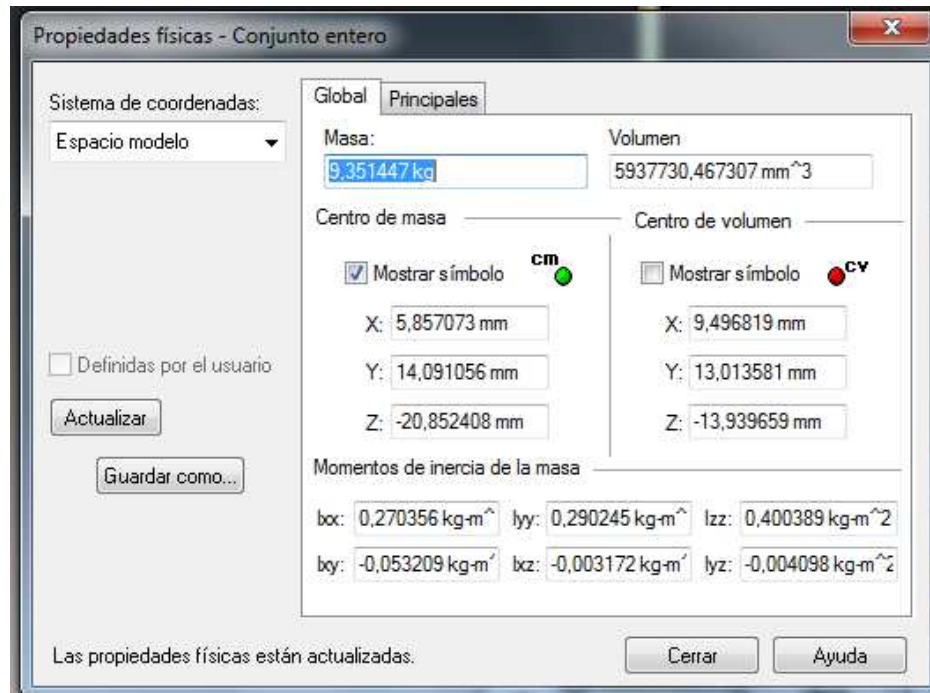 Propiedades físicas - Conjunto entero
Sistema de coordenadas:
Espacio modelo
Global Principales
Masa: Volumen
9,351447 kg 5937730,467307 mm^3
Centro de masa Centro de volumen
Mostrar símbolo cm Mostrar símbolo cv
X: 5,857073 mm X: 9,496819 mm
Definidas por el usuario Y: 14,091056 mm Y: 13,013581 mm
Actualizar Z: -20,852408 mm Z: -13,939659 mm
Guardar como...
Momentos de inercia de la masa
Ixx: 0,270356 kg-m^ Iyy: 0,290245 kg-m^ Izz: 0,400389 kg-m^2
Ixy: -0,053209 kg-m^ Ixz: -0,003172 kg-m^ Iyz: -0,004098 kg-m^2
Las propiedades físicas están actualizadas. Cerrar Ayuda